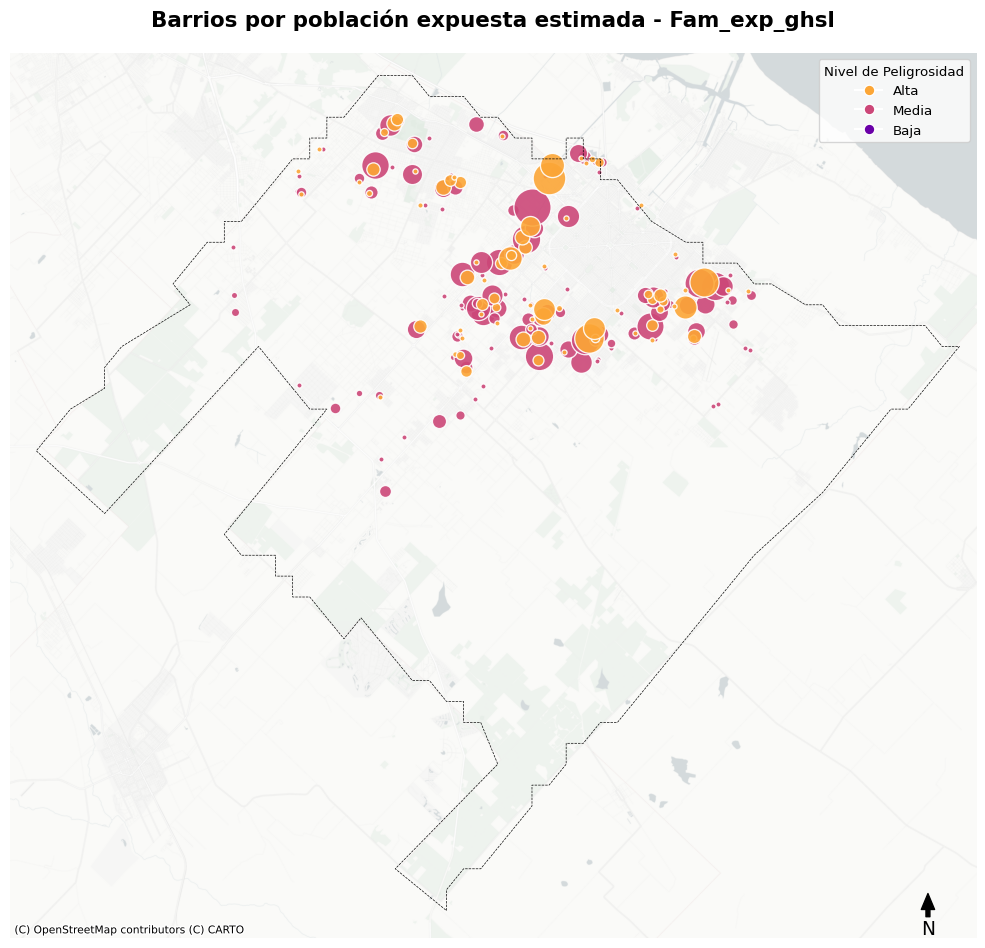 Barrios por población expuesta estimada - Fam_exp_ghsl
Nivel de Peligrosidad
Alta
Media
Baja
N
(C) OpenStreetMap contributors (C) CARTO